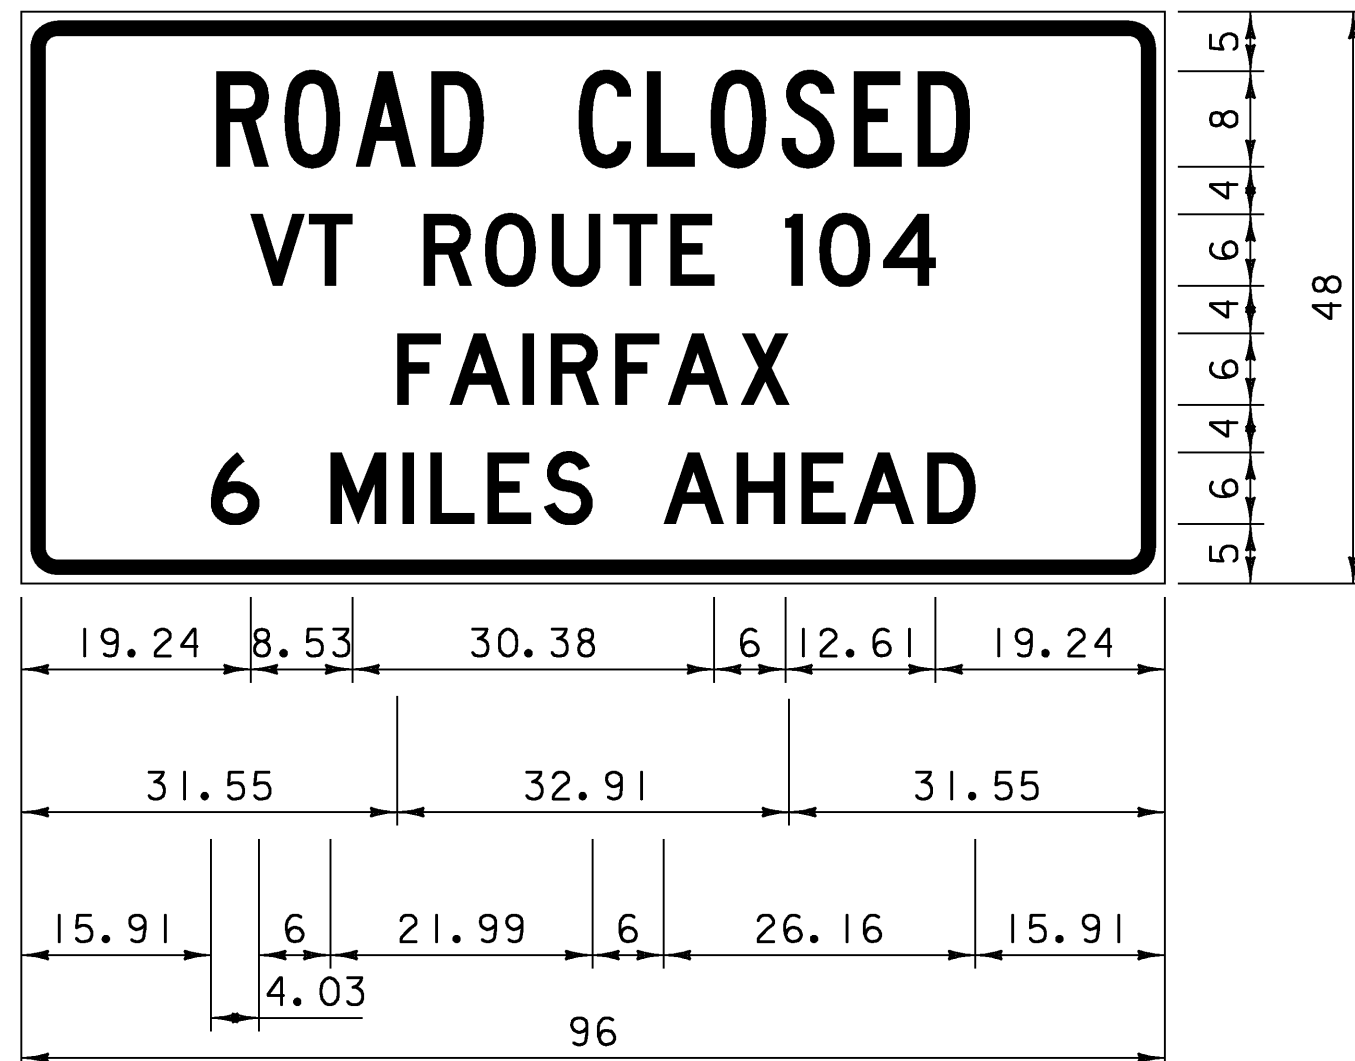 ROAD CLOSED
VT ROUTE 104
FAIRFAX
6 MILES AHEAD
5
8
4
6
4
6
4
6
5
48
19.24 8.53 30.38 6 12.61 19.24
31.55 32.91 31.55
15.91 6 21.99 6 26.16 15.91
4.03
96